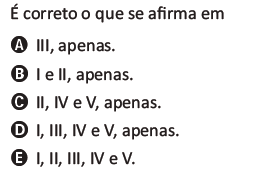 É correto o que se afirma em
A III, apenas.
B I e II, apenas.
C II, IV e V, apenas.
D I, III, IV e V, apenas.
E I, II, III, IV e V.